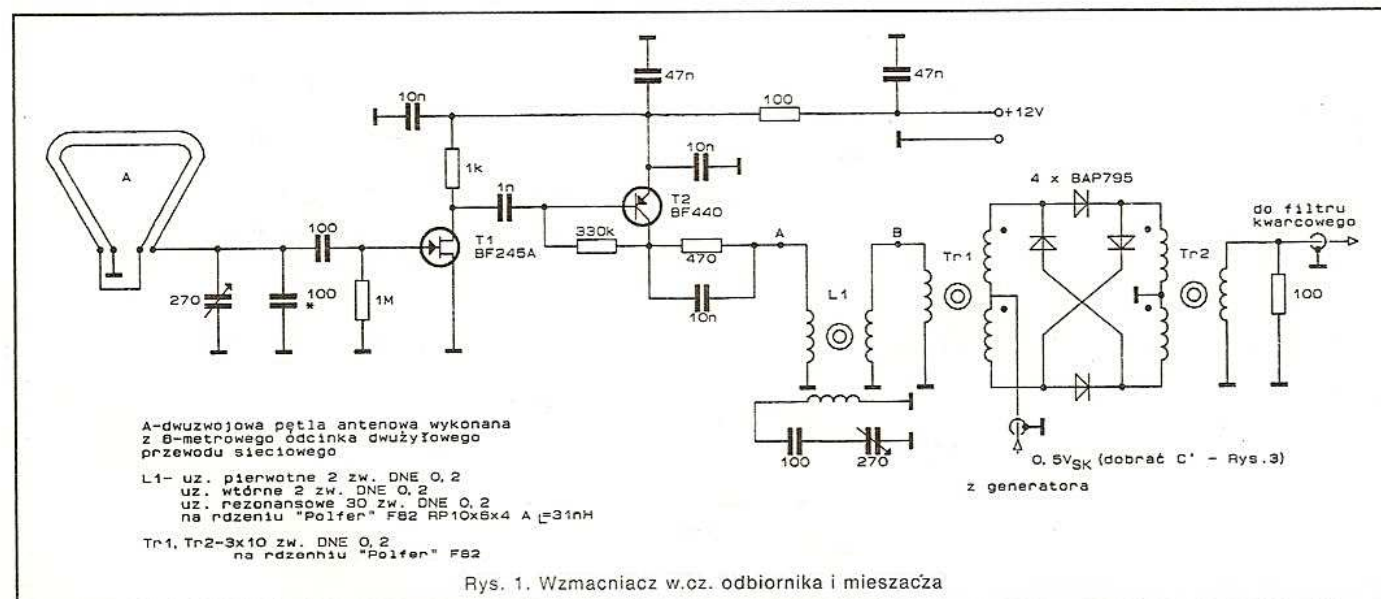 47n
47n
10n
100
+12V
1k
10n
4 x BAP795
A
1n
T2
BF440
do filtru
kwarcowego
100
T1
BF245A
330k
470
A
B
Tr1
Tr2
270
100
*
1M
10n
L1
100
100
270
0,5VSK (dobrać C' - Rys.3)
z generatora
A-dwuzwojowa pętla antenowa wykonana
z 8-metrowego odcinka dwużyłowego
przewodu sieciowego
L1- uz. pierwotne 2 zw. DNE 0,2
uz. wtórne 2 zw. DNE 0,2
uz. rezonansowe 30 zw. DNE 0,2
na rdzeniu "Polfer" F82 RP10x6x4 AL=31nH
Tr1, Tr2-3x10 zw. DNE 0,2
na rdzenhiu "Polfer" F82
Rys. 1. Wzmacniacz w.cz. odbiornika i mieszacza